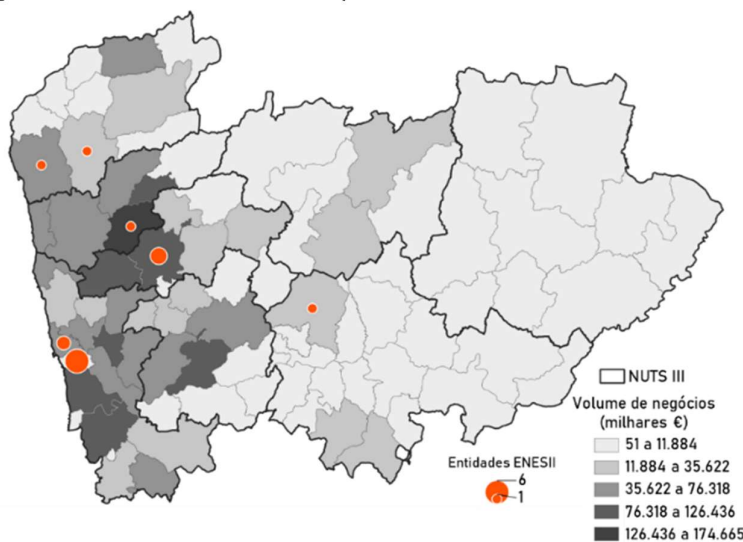 NUTS III
Volume de negócios
(milhares €)
51 a 11.884
11.884 a 35.622
35.622 a 76.318
76.318 a 126.436
126.436 a 174.665
Entidades ENESII
6
1